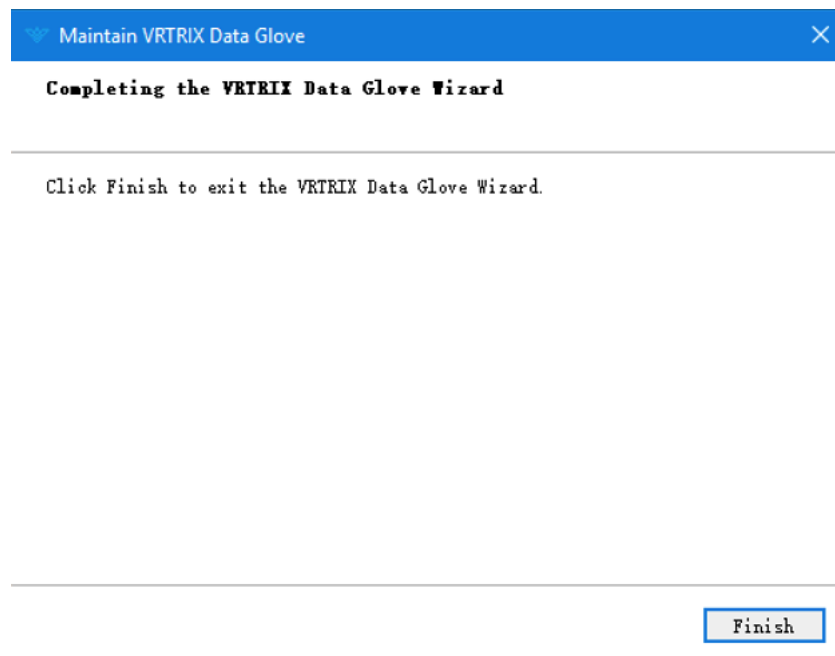 Maintain VRTRIX Data Glove
Completing the VRTRIX Data Glove Wizard
Click Finish to exit the VRTRIX Data Glove Wizard.
Finish